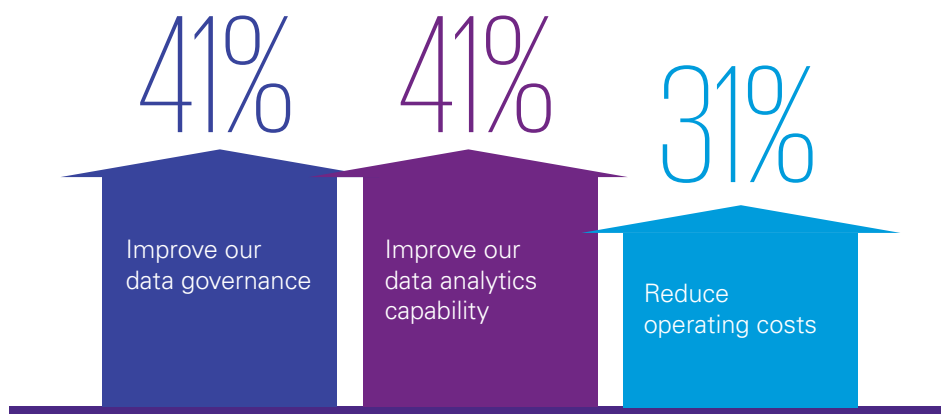 41%
41%
31%
Improve our
data governance
Improve our
data analytics
capability
Reduce
operating costs